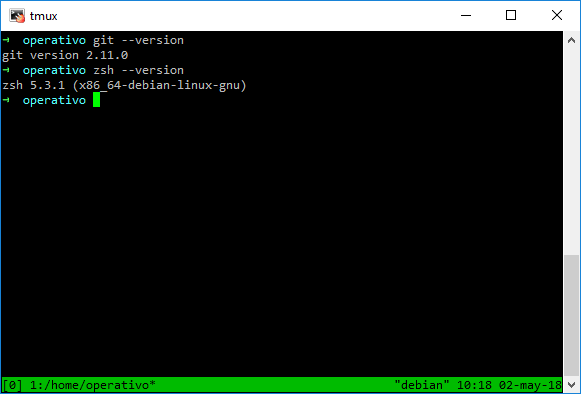 tmux
→ operativo git --version
git version 2.11.0
→ operativo zsh --version
zsh 5.3.1 (x86_64-debian-linux-gnu)
→ operativo
[0] 1:/home/operativo* "debian" 10:18 02-may-18